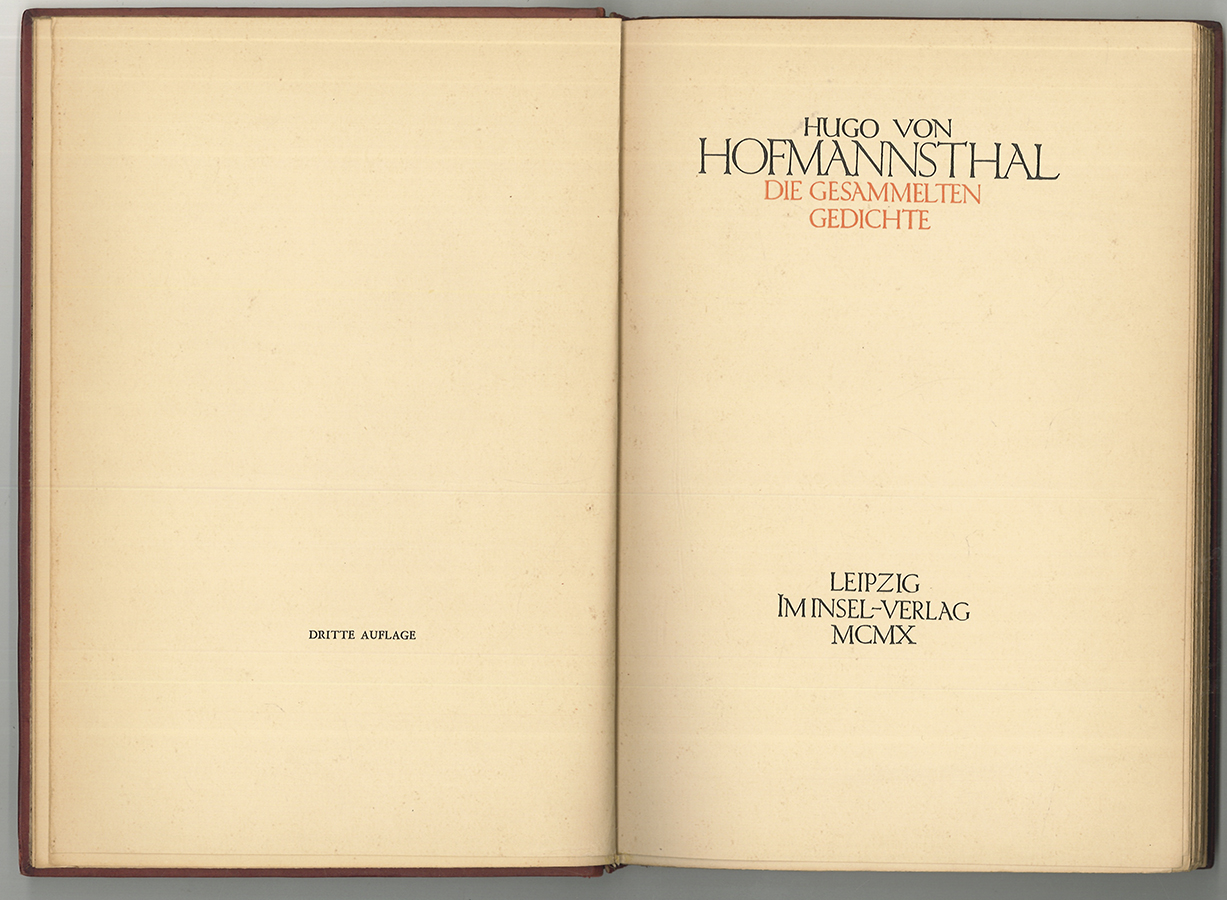 DRITTE AUFLAGE
HUGO VON
HOFMANNSTHAL
DIE GESAMMELTEN
GEDICHTE
LEIPZIG
IM INSEL-VERLAG
MCMX